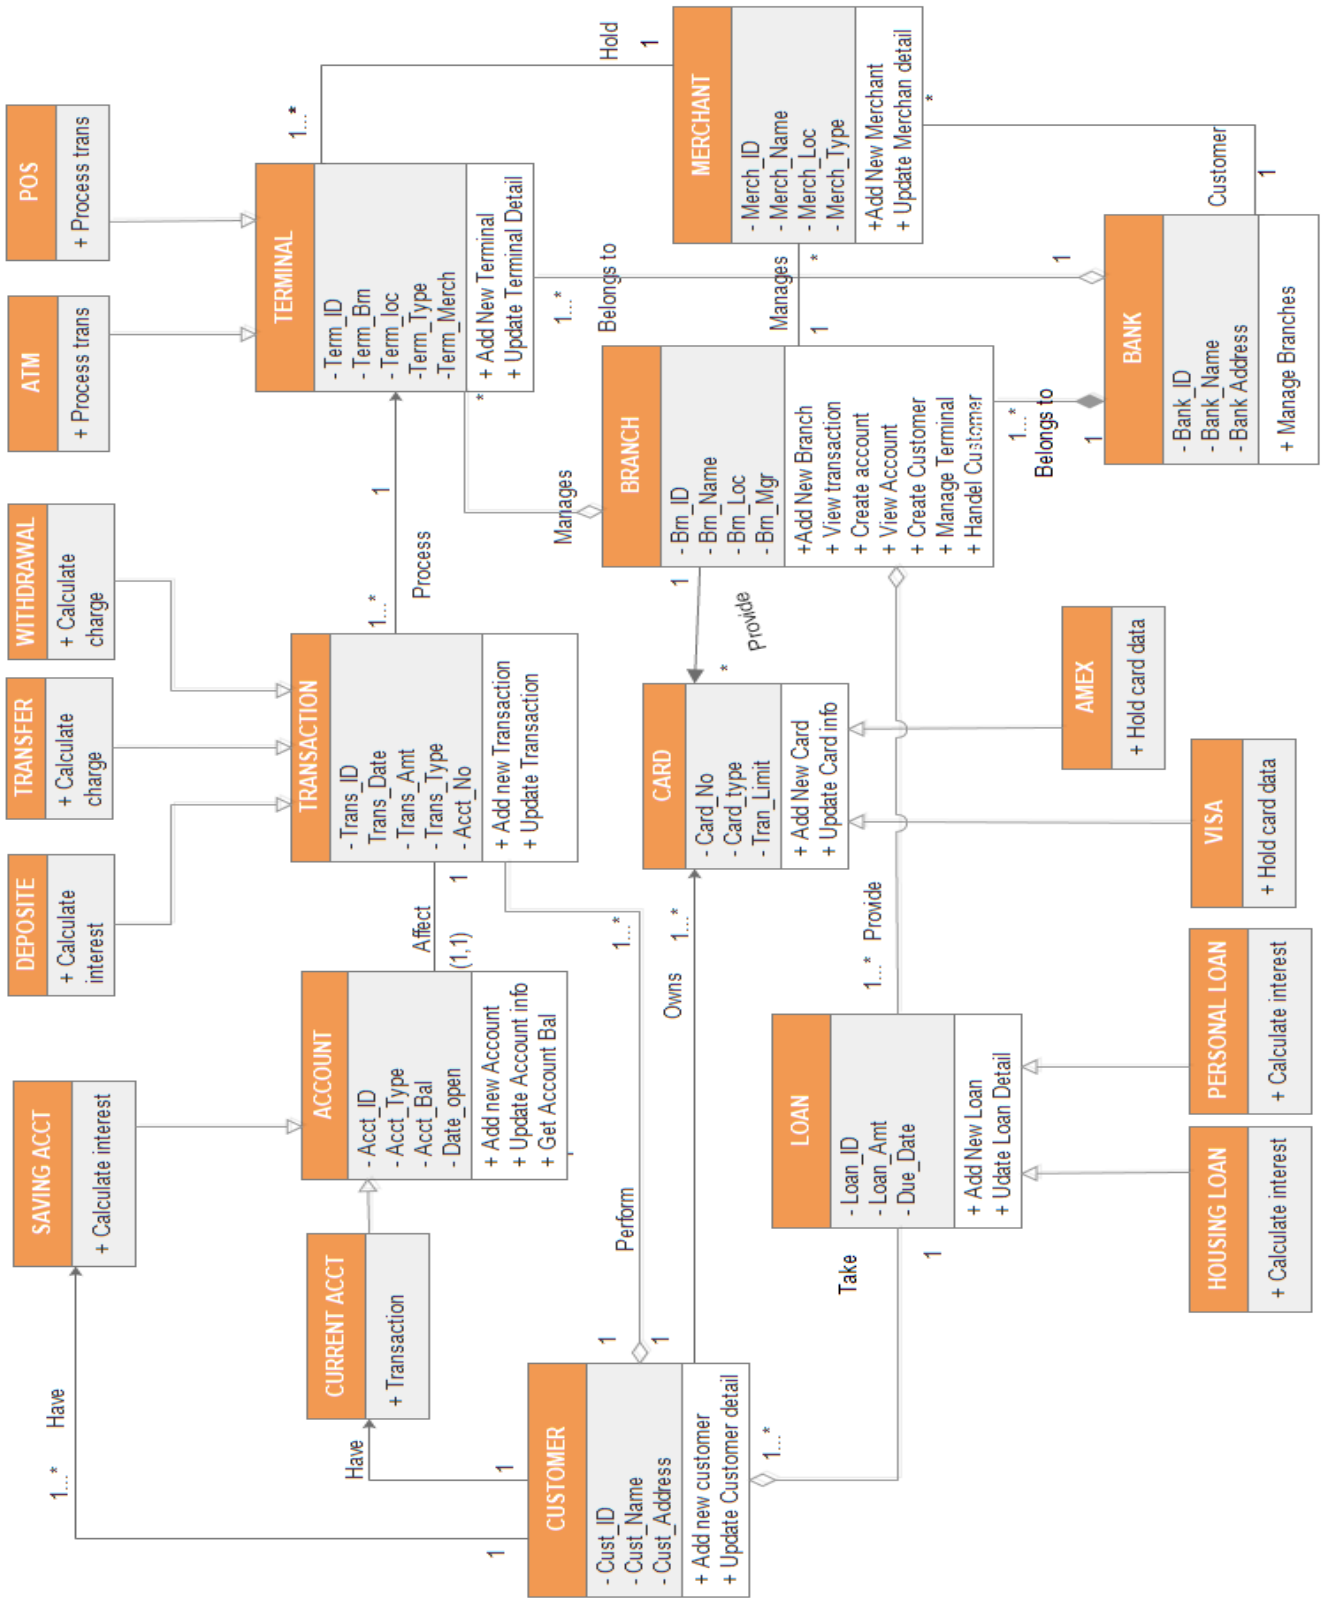 SAVING ACCT
+ Calculate interest
DEPOSITE
+ Calculate
interest
TRANSFER
+ Calculate
charge
WITHDRAWAL
+ Calculate
charge
ATM
+ Process trans
POS
+ Process trans
Have
1...*
1
CURRENT ACCT
+ Transaction
Have
1
ACCOUNT
- Acct_ID
- Acct_Type
- Acct_Bal
- Date_open
+ Add new Account
+ Update Account info
+ Get Account Bal
Affect
(1,1)
1
TRANSACTION
- Trans_ID
Trans_Date
- Trans_Amt
- Trans_Type
- Acct_No
+ Add new Transaction
+ Update Transaction
1...*
1
Process
TERMINAL
- Term_ID
- Term_Brn
- Term_loc
-Term_Type
-Term_Merch
+ Add New Terminal
+ Update Terminal Detail
1...*
Hold
1
CUSTOMER
- Cust_ID
- Cust_Name
- Cust_Address
+ Add new customer
+ Update Customer detail
1
Perform
1...*
1
Owns
1...*
CARD
- Card_No
- Card_type
- Tran_Limit
+ Add New Card
+ Update Card info
*
Provide
1
Manages
*
BRANCH
- Brn_ID
- Brn_Name
- Brn_Loc
- Brn_Mgr
+Add New Branch
+ View transaction
+ Create account
+ View Account
+ Create Customer
+ Manage Terminal
+ Handel Customer
1...*
Belongs to
1
Manages
1
*
MERCHANT
- Merch_ID
- Merch_Name
- Merch_Loc
- Merch_Type
+Add New Merchant
+ Update Merchan detail
*
1...*
Take
1
LOAN
- Loan_ID
- Loan_Amt
- Due_Date
+ Add New Loan
+ Udate Loan Detail
1...*
Provide
1...*
Belongs to
1
Customer
1
BANK
- Bank_ID
- Bank_Name
- Bank Address
+ Manage Branches
AMEX
+ Hold card data
VISA
+ Hold card data
HOUSING LOAN
+ Calculate interest
PERSONAL LOAN
+ Calculate interest